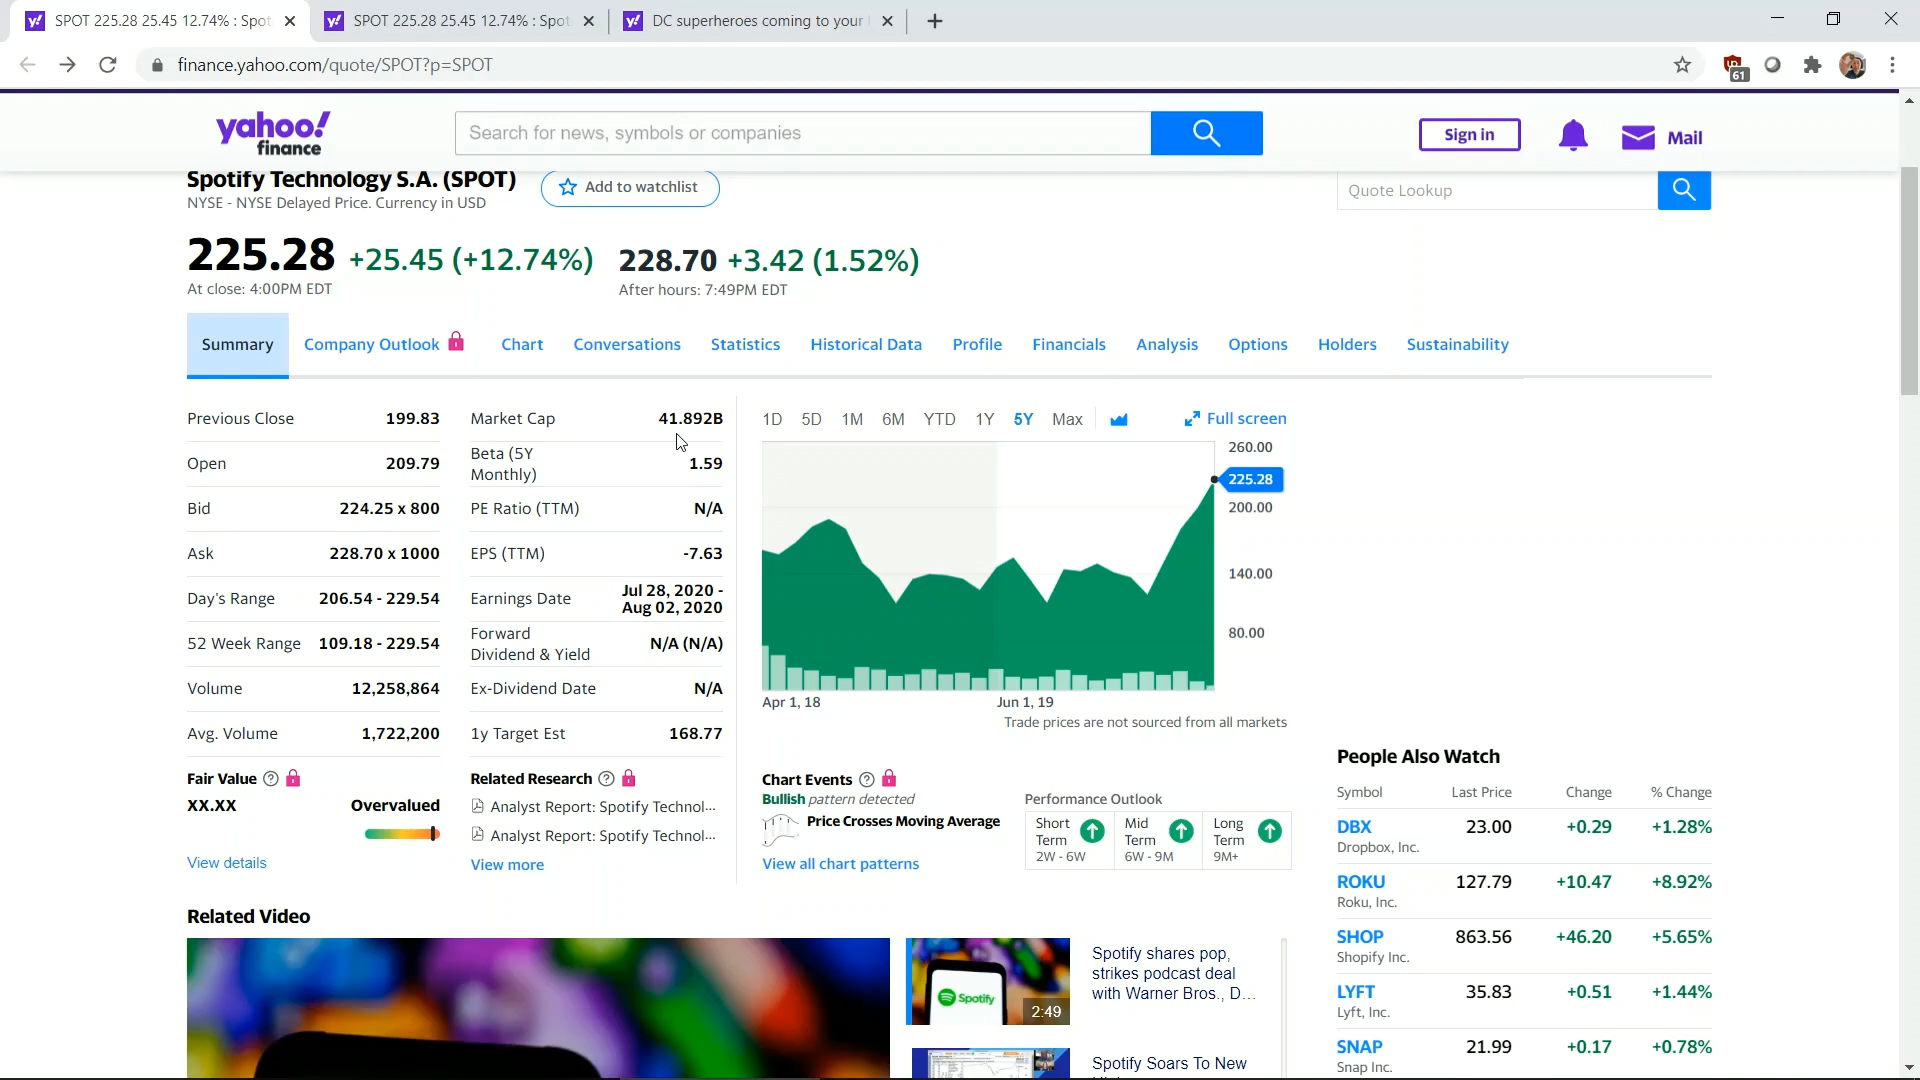 SPOT 225.28 25.45 12.74% : Spot
SPOT 225.28 25.45 12.74% : Spot
DC superheroes coming to your
finance.yahoo.com/quote/SPOT?p=SPOT
61
yahoo!
finance
Search for news, symbols or companies
Sign in
Mail
Spotify Technology S.A. (SPOT)
Add to watchlist
NYSE - NYSE Delayed Price. Currency in USD
Quote Lookup
225.28 +25.45 (+12.74%) 228.70 +3.42 (1.52%)
At close: 4:00PM EDT
After hours: 7:49PM EDT
Summary Company Outlook Chart Conversations Statistics Historical Data Profile Financials Analysis Options Holders Sustainability
Previous Close 199.83
Open 209.79
Bid 224.25 x 800
Ask 228.70 x 1000
Day's Range 206.54 - 229.54
52 Week Range 109.18 - 229.54
Volume 12,258,864
Avg. Volume 1,722,200
Market Cap 41.892B
Beta (5Y
Monthly) 1.59
PE Ratio (TTM) N/A
EPS (TTM) -7.63
Earnings Date Jul 28, 2020 -
Aug 02, 2020
Forward
Dividend & Yield N/A (N/A)
Ex-Dividend Date N/A
1y Target Est 168.77
1D 5D 1M 6M YTD 1Y 5Y Max Full screen
260.00
225.28
200.00
140.00
80.00
Apr 1, 18 Jun 1, 19
Trade prices are not sourced from all markets
Fair Value
XX.XX Overvalued
View details
Related Research
Analyst Report: Spotify Technol...
Analyst Report: Spotify Technol...
View more
Chart Events
Bullish pattern detected
Price Crosses Moving Average
View all chart patterns
Performance Outlook
Short
Term
2W - 6W
Mid
Term
6W - 9M
Long
Term
9M+
People Also Watch
Symbol Last Price Change % Change
DBX 23.00 +0.29 +1.28%
Dropbox, Inc.
ROKU 127.79 +10.47 +8.92%
Roku, Inc.
SHOP 863.56 +46.20 +5.65%
Shopify Inc.
LYFT 35.83 +0.51 +1.44%
Lyft, Inc.
SNAP 21.99 +0.17 +0.78%
Snap Inc.
Related Video
Spotify
2:49
Spotify shares pop,
strikes podcast deal
with Warner Bros., D...
Spotify Soars To New